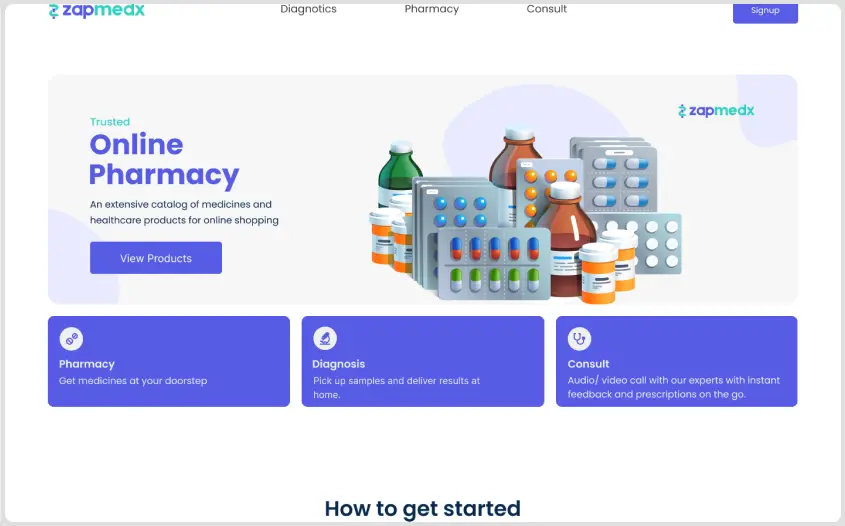 zapmedx
Diagnotics
Pharmacy
Consult
Signup
zapmedx
Trusted
Online
Pharmacy
An extensive catalog of medicines and
healthcare products for online shopping
View Products
Pharmacy
Get medicines at your doorstep
Diagnosis
Pick up samples and deliver results at
home.
Consult
Audio/ video call with our experts with instant
feedback and prescriptions on the go.
How to get started